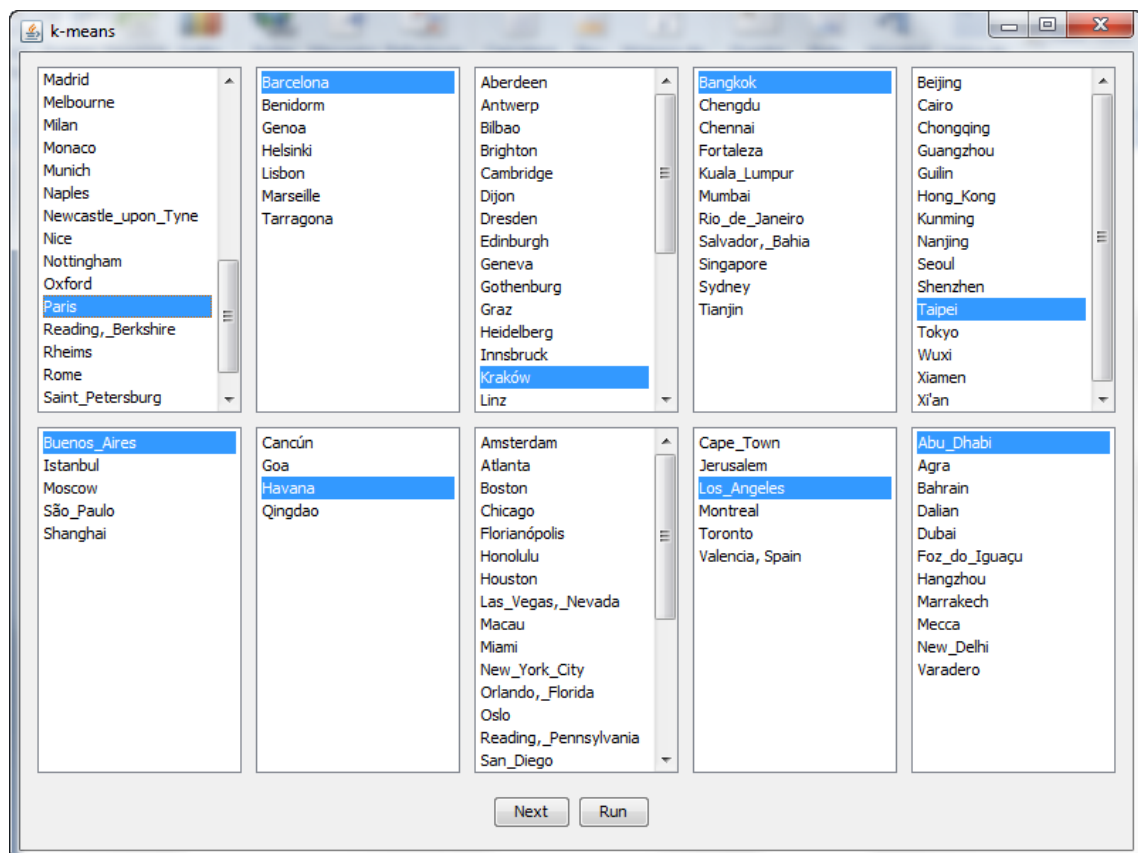 k-means
Madrid
Melbourne
Milan
Monaco
Munich
Naples
Newcastle_upon_Tyne
Nice
Nottingham
Oxford
Paris
Reading,_Berkshire
Rheims
Rome
Saint_Petersburg
Barcelona
Benidorm
Genoa
Helsinki
Lisbon
Marseille
Tarragona
Aberdeen
Antwerp
Bilbao
Brighton
Cambridge
Dijon
Dresden
Edinburgh
Geneva
Gothenburg
Graz
Heidelberg
Innsbruck
Kraków
Linz
Bangkok
Chengdu
Chennai
Fortaleza
Kuala_Lumpur
Mumbai
Rio_de_Janeiro
Salvador,_Bahia
Singapore
Sydney
Tianjin
Beijing
Cairo
Chongqing
Guangzhou
Guilin
Hong_Kong
Kunming
Nanjing
Seoul
Shenzhen
Taipei
Tokyo
Wuxi
Xiamen
Xi'an
Buenos_Aires
Istanbul
Moscow
São_Paulo
Shanghai
Cancún
Goa
Havana
Qingdao
Amsterdam
Atlanta
Boston
Chicago
Florianópolis
Honolulu
Houston
Las_Vegas,_Nevada
Macau
Miami
New_York_City
Orlando,_Florida
Oslo
Reading,_Pennsylvania
San_Diego
Cape_Town
Jerusalem
Los_Angeles
Montreal
Toronto
Valencia, Spain
Abu_Dhabi
Agra
Bahrain
Dalian
Dubai
Foz_do_Iguaçu
Hangzhou
Marrakech
Mecca
New_Delhi
Varadero
Next
Run